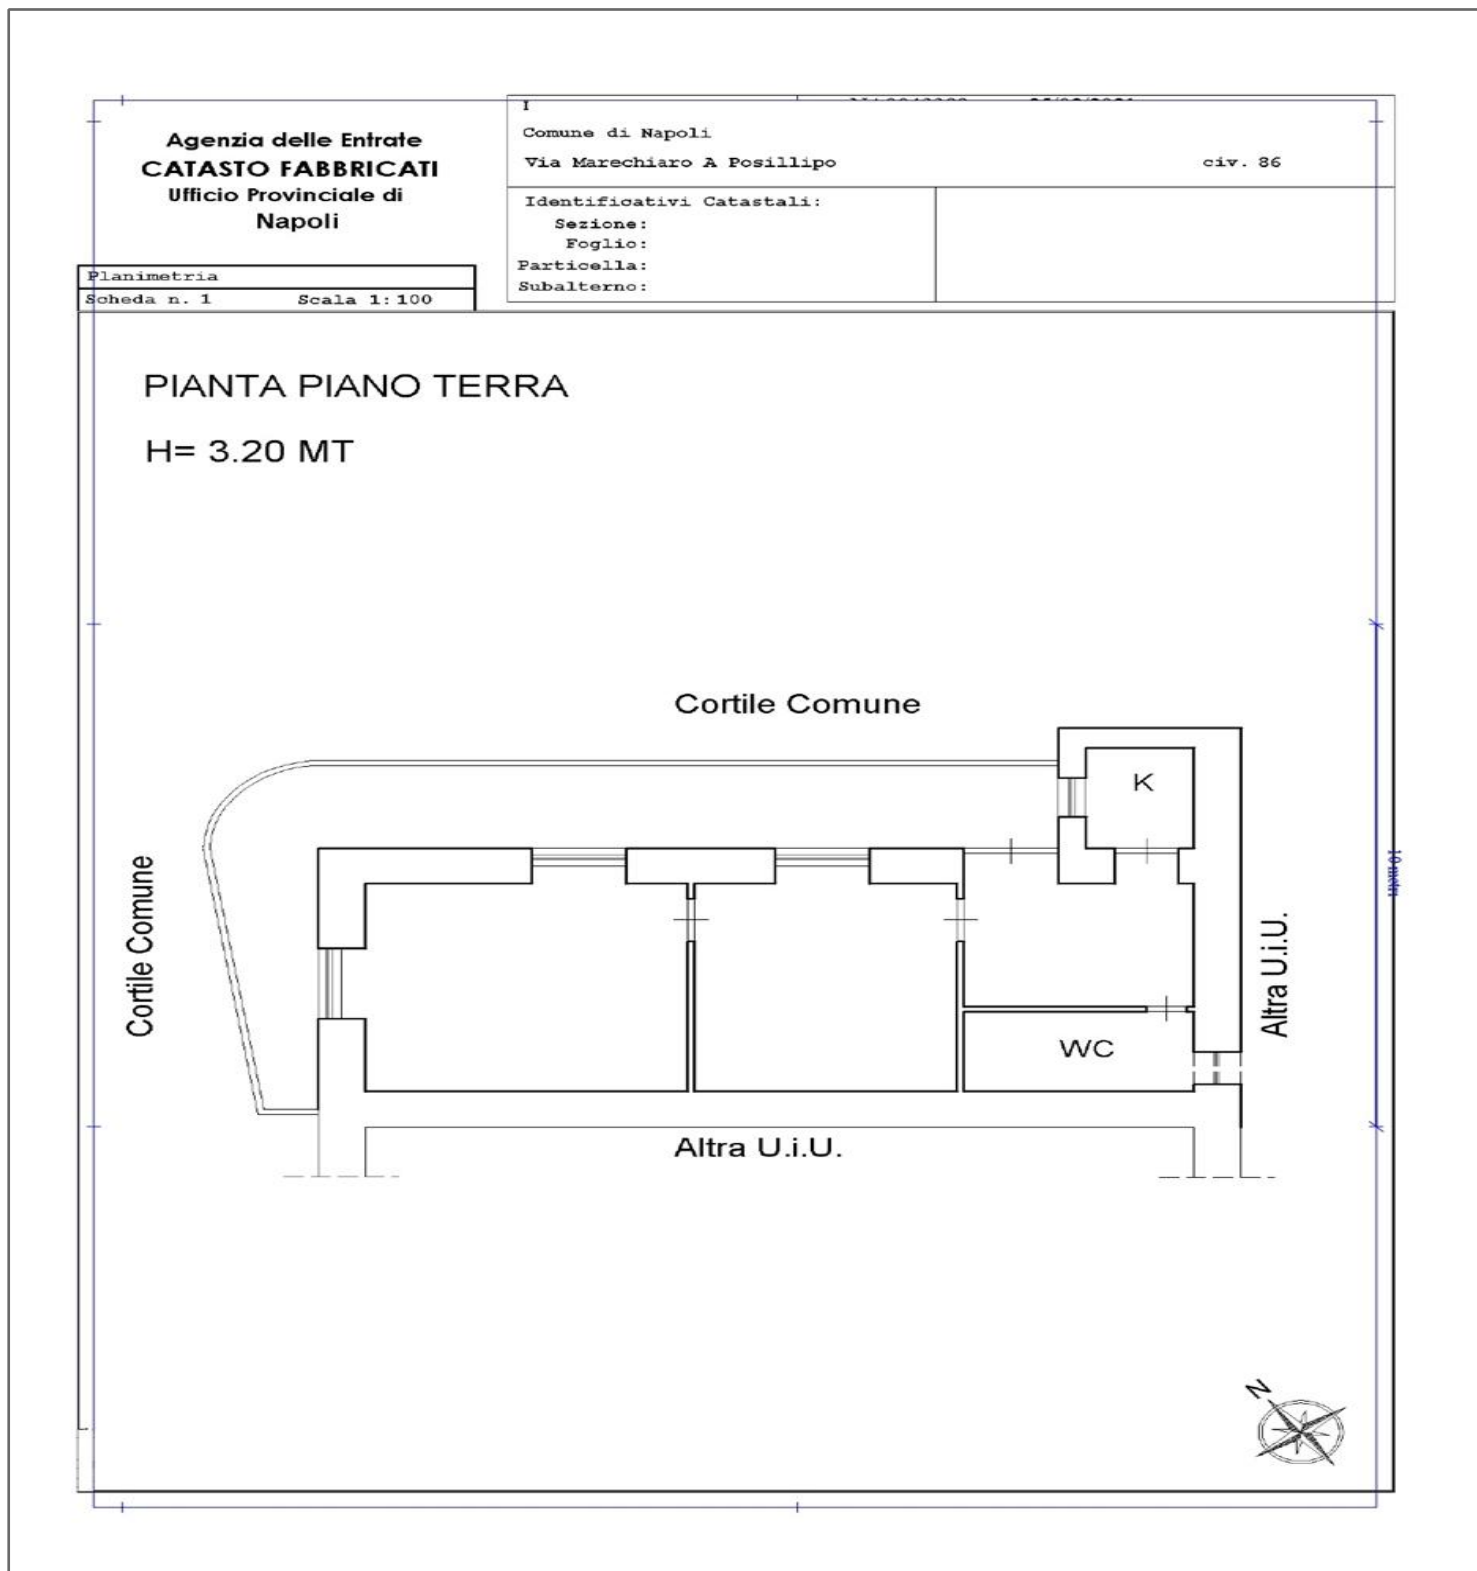 Agenzia delle Entrate
CATASTO FABBRICATI
Ufficio Provinciale di
Napoli
Planimetria
Scheda n. 1 Scala 1:100
I
Comune di Napoli
Via Marechiaro A Posillipo civ. 86
Identificativi Catastali:
Sezione:
Foglio:
Particella:
Subalterno:
PIANTA PIANO TERRA
H= 3.20 MT
Cortile Comune
K
Cortile Comune
10 metri
Altra U.i.U.
WC
Altra U.i.U.
N